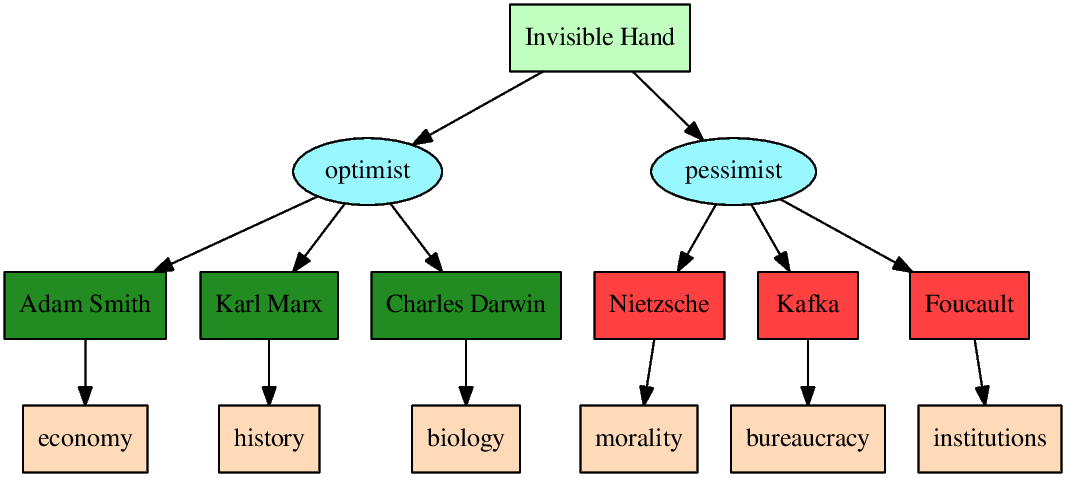 Invisible Hand
optimist
pessimist
Adam Smith
Karl Marx
Charles Darwin
Nietzsche
Kafka
Foucault
economy
history
biology
morality
bureaucracy
institutions